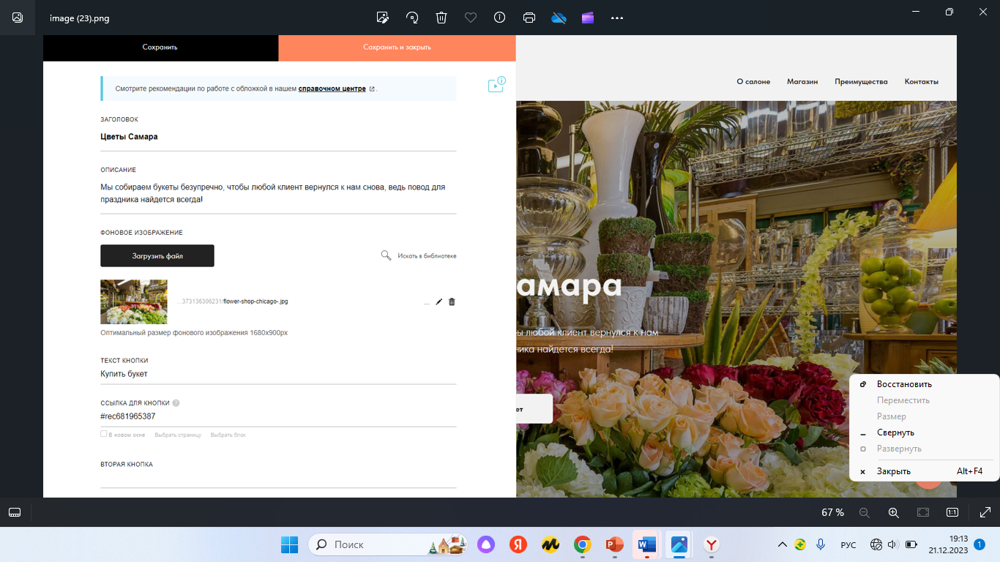 image (23).png
Сохранить
Сохранить и закрыть
Смотрите рекомендации по работе с обложкой в нашем справочном центре .
О салоне Магазин Преимущества Контакты
ЗАГОЛОВОК
Цветы Самара
ОПИСАНИЕ
Мы собираем букеты безупречно, чтобы любой клиент вернулся к нам снова, ведь повод для
праздника найдется всегда!
ФОНОВОЕ ИЗОБРАЖЕНИЕ
Загрузить файл
Искать в библиотеке
...373136306231/flower-shop-chicago-.jpg
...
Оптимальный размер фонового изображения 1680х900px
ТЕКСТ КНОПКИ
Купить букет
ССЫЛКА ДЛЯ КНОПКИ ?
#rec681965387
В новом окне Выбрать страницу Выбрать блок
ВТОРАЯ КНОПКА
амара
ы любой клиент вернулся к нам
ника найдется всегда!
ет
Восстановить
Переместить
Размер
Свернуть
Развернуть
Закрыть Alt+F4
67 %
1:1
Поиск
РУС
19:13
21.12.2023
1